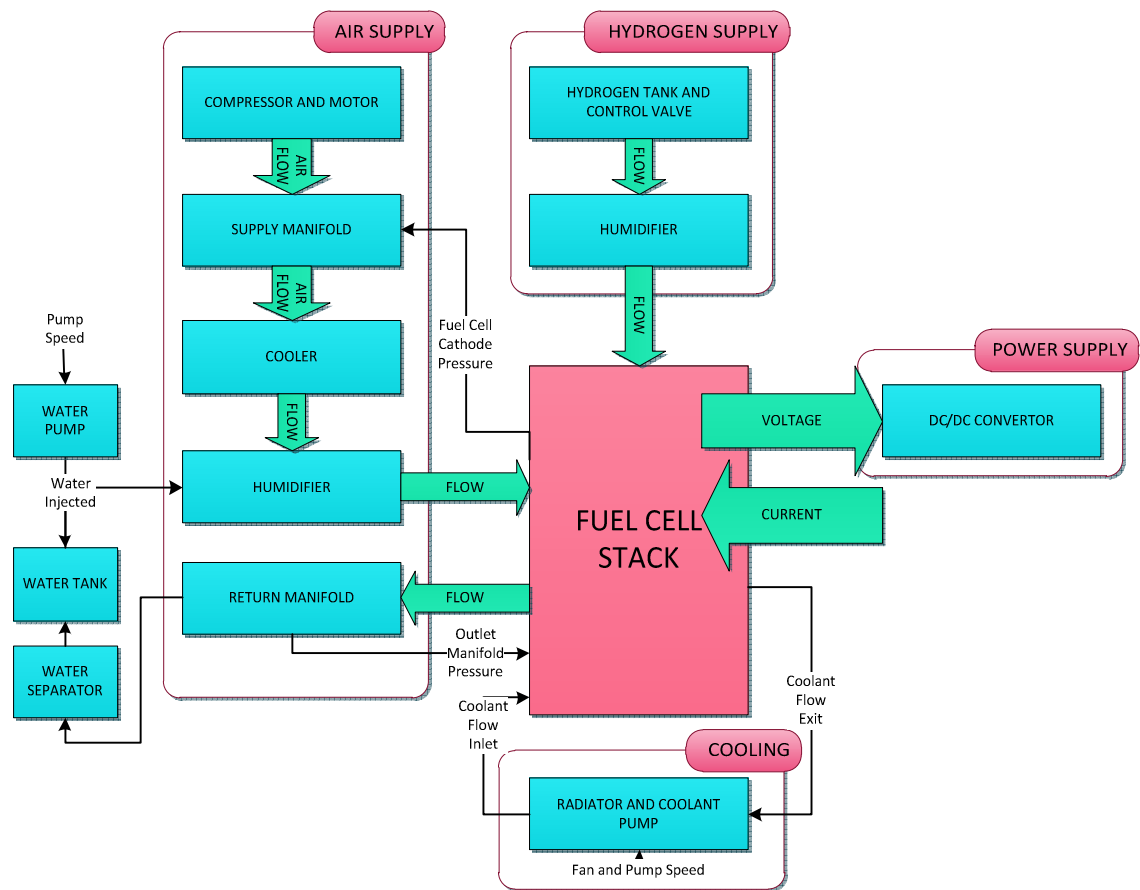 AIR SUPPLY
HYDROGEN SUPPLY
COMPRESSOR AND MOTOR
HYDROGEN TANK AND
CONTROL VALVE
AIR
FLOW
FLOW
SUPPLY MANIFOLD
HUMIDIFIER
AIR
FLOW
FLOW
Pump
Speed
COOLER
Fuel Cell
Cathode
Pressure
POWER SUPPLY
WATER
PUMP
FLOW
VOLTAGE
DC/DC CONVERTOR
Water
Injected
HUMIDIFIER
FLOW
FUEL CELL
STACK
CURRENT
WATER TANK
RETURN MANIFOLD
FLOW
Outlet
Manifold
Pressure
WATER
SEPARATOR
Coolant
Flow
Inlet
Coolant
Flow
Exit
COOLING
RADIATOR AND COOLANT
PUMP
Fan and Pump Speed